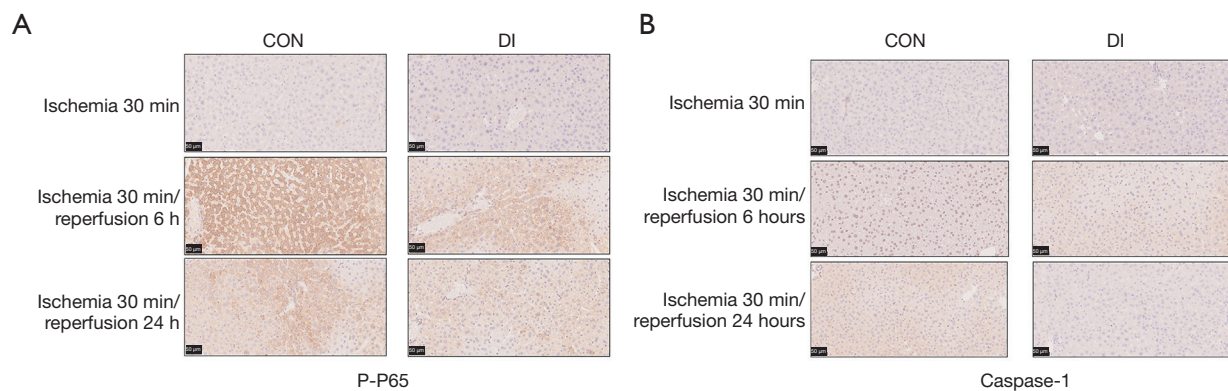 A
CON
DI
Ischemia 30 min
50 μm
50 μm
Ischemia 30 min/
reperfusion 6 h
50 μm
50 μm
Ischemia 30 min/
reperfusion 24 h
50 μm
50 μm
P-P65
B
CON
DI
Ischemia 30 min
50 μm
50 μm
Ischemia 30 min/
reperfusion 6 hours
50 μm
50 μm
Ischemia 30 min/
reperfusion 24 hours
50 μm
50 μm
Caspase-1